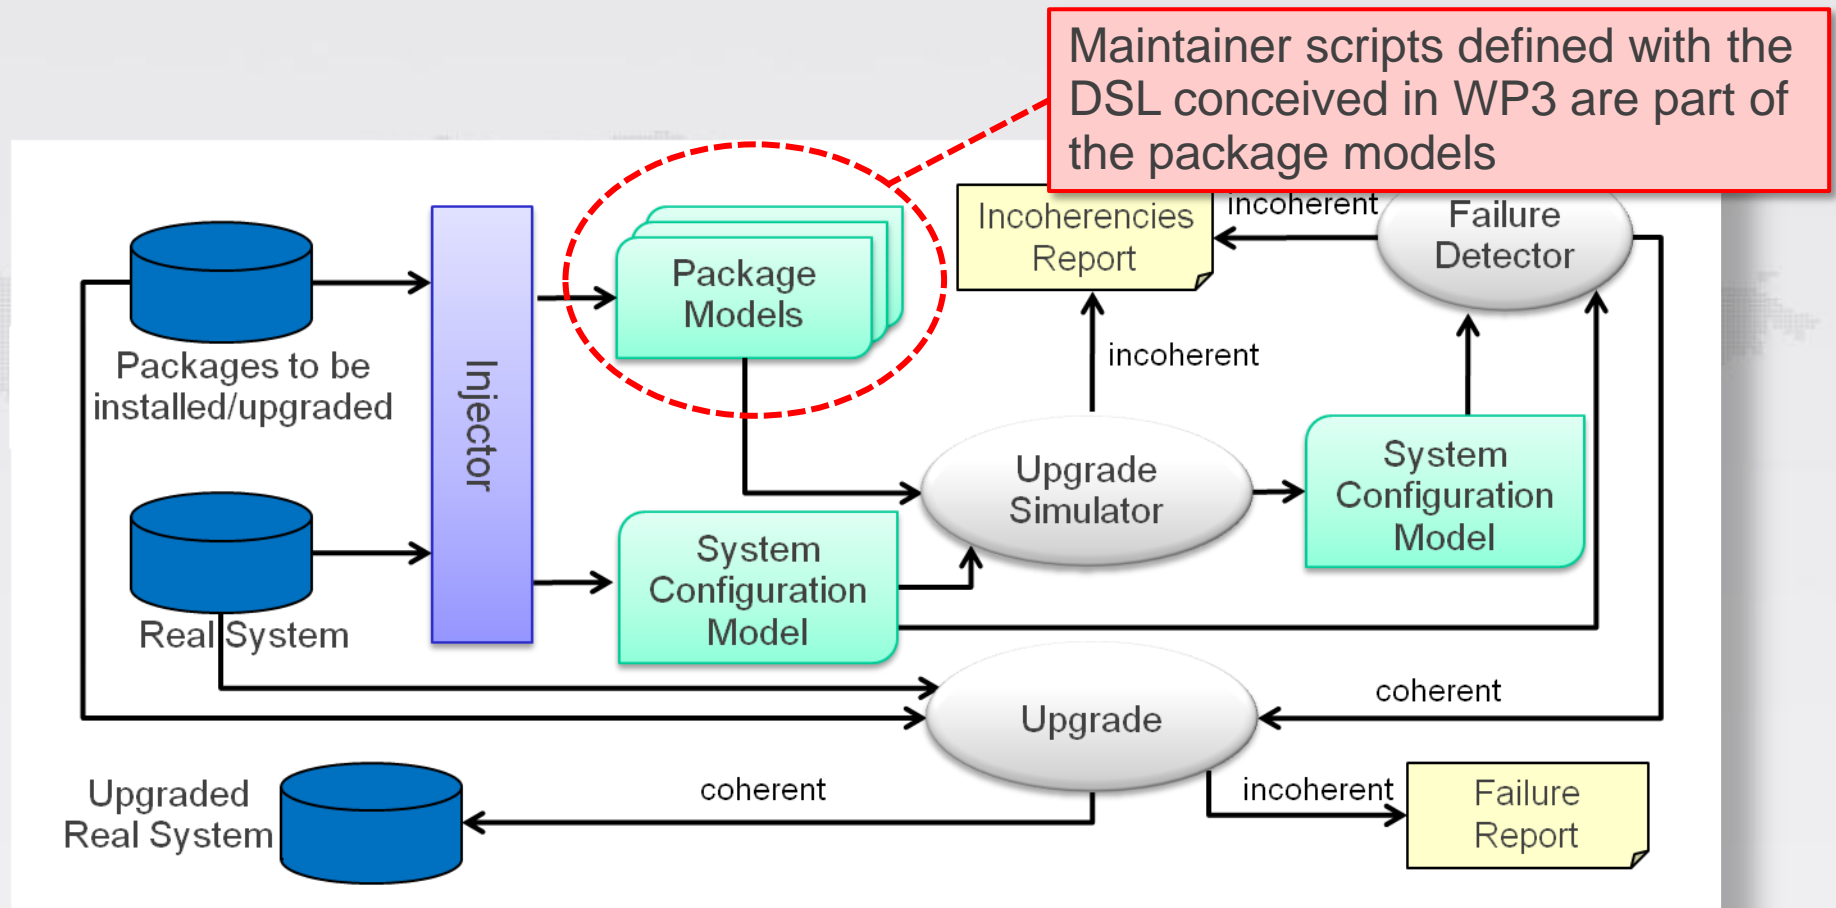 Maintainer scripts defined with the
DSL conceived in WP3 are part of
the package models
Incoherencies
Report
incoherent
Failure
Detector
Package
Models
Packages to be
installed/upgraded
Injector
incoherent
Upgrade
Simulator
System
Configuration
Model
System
Configuration
Model
Real System
coherent
Upgrade
Upgraded
Real System
coherent
incoherent
Failure
Report